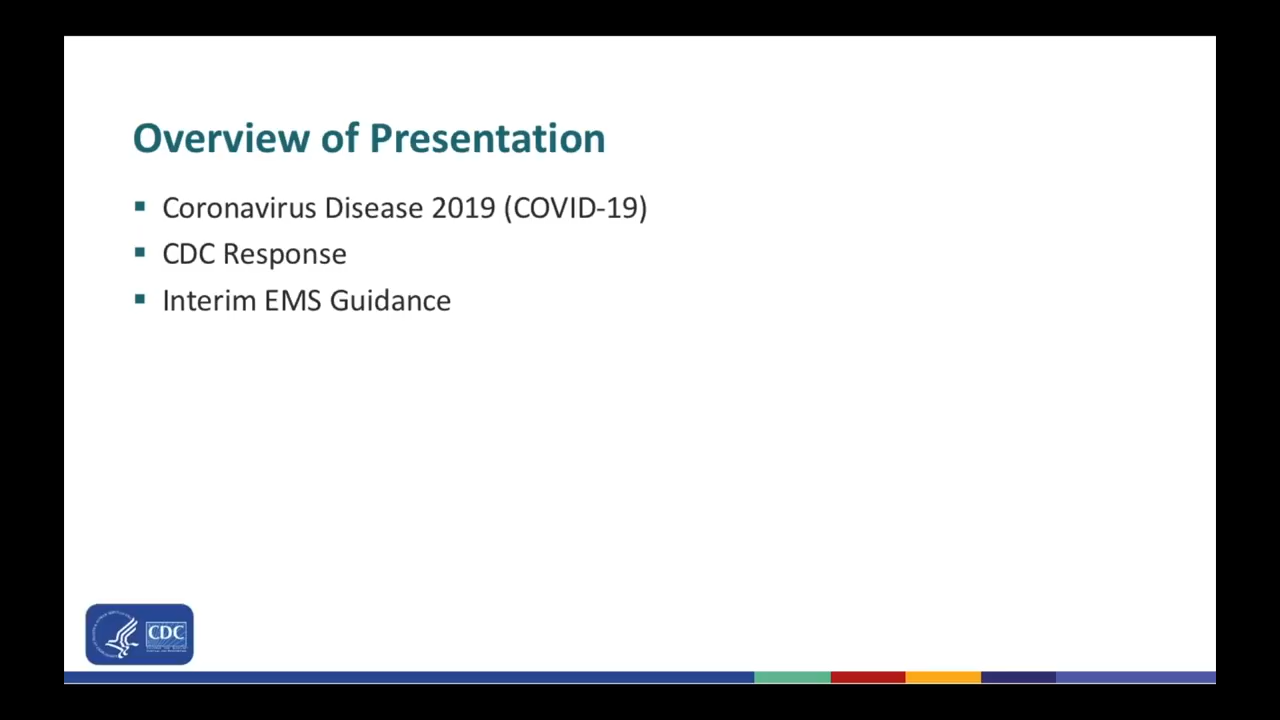 Overview of Presentation
Coronavirus Disease 2019 (COVID-19)
CDC Response
Interim EMS Guidance
CDC